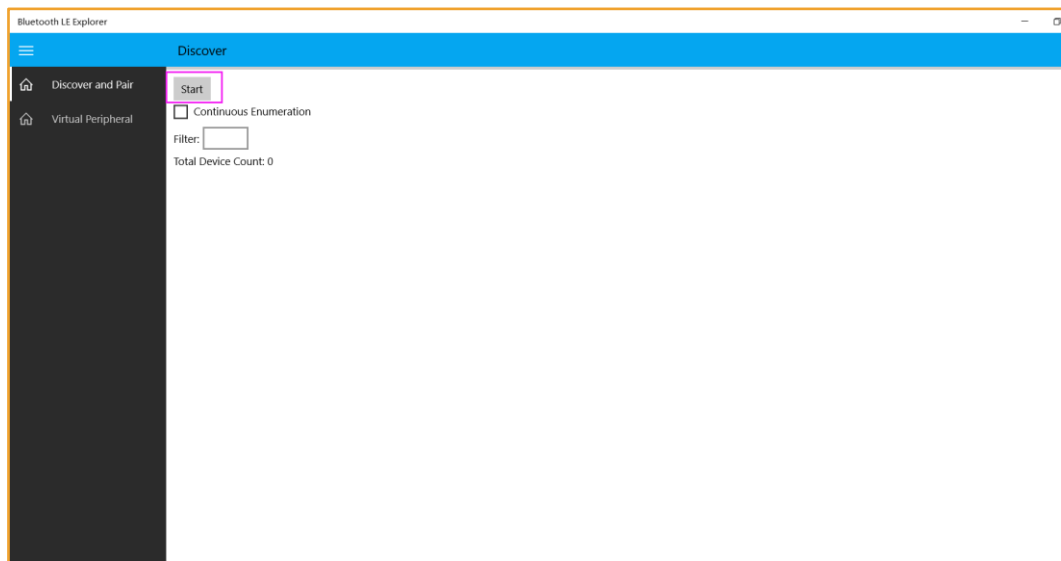 Bluetooth LE Explorer
Discover
Discover and Pair
Virtual Peripheral
Start
Continuous Enumeration
Filter:
Total Device Count: 0